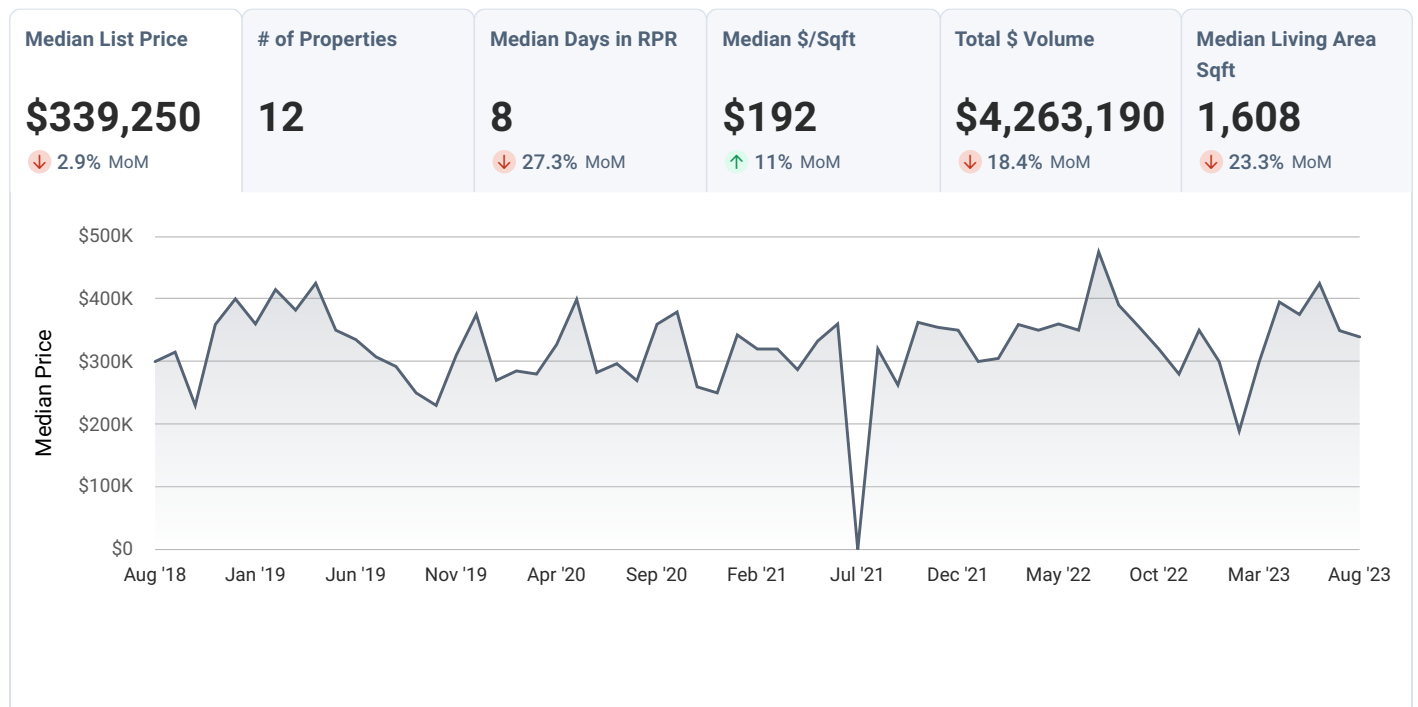 Median List Price
$339,250
2.9% MoM
# of Properties
12
Median Days in RPR
8
27.3% MoM
Median $/Sqft
$192
11% MoM
Total $ Volume
$4,263,190
18.4% MoM
Median Living Area
Sqft
1,608
23.3% MoM
Median Price
$500K
$400K
$300K
$200K
$100K
$0
Aug '18 Jan '19 Jun '19 Nov '19 Apr '20 Sep '20 Feb '21 Jul '21 Dec '21 May '22 Oct '22 Mar '23 Aug '23